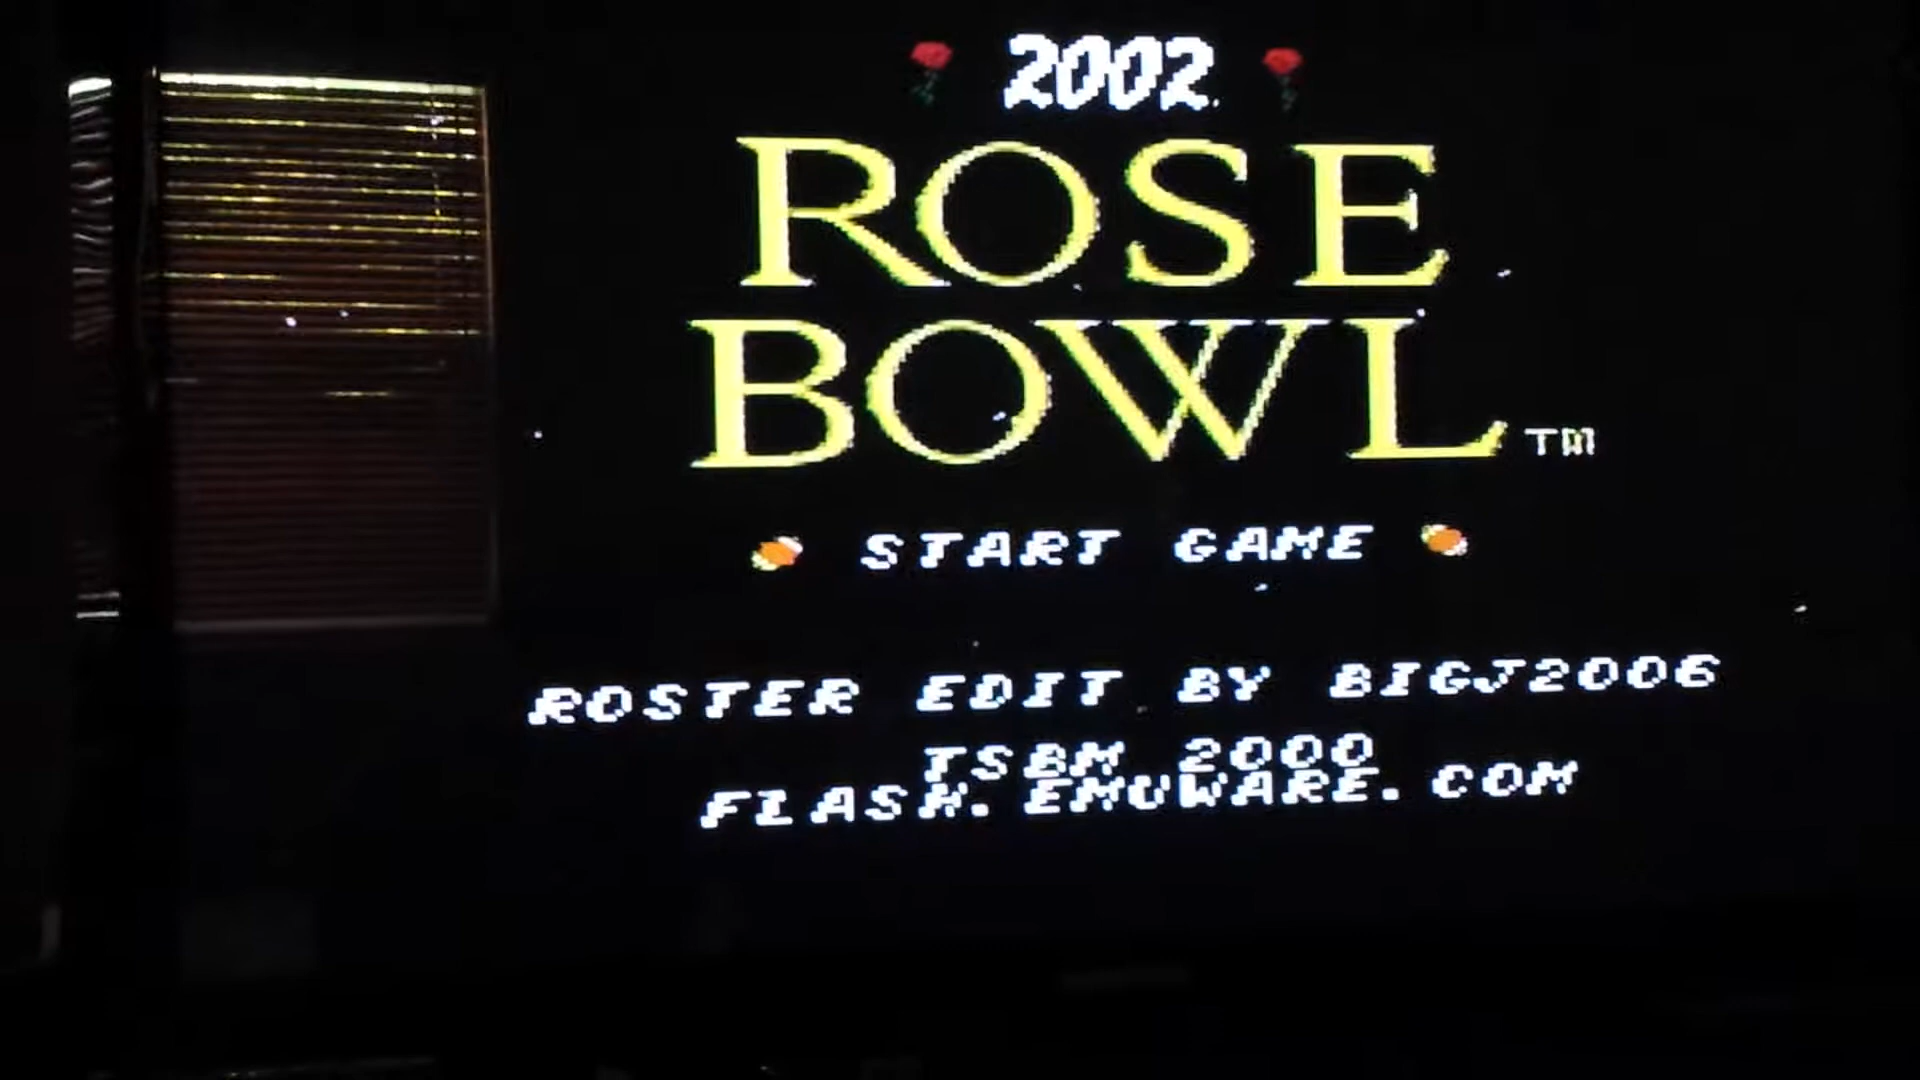 2002
ROSE
BOWL TM
START GAME
ROSTER EDIT BY BIGJ2006
TSBM 2000
FLASH.EMUWARE.COM